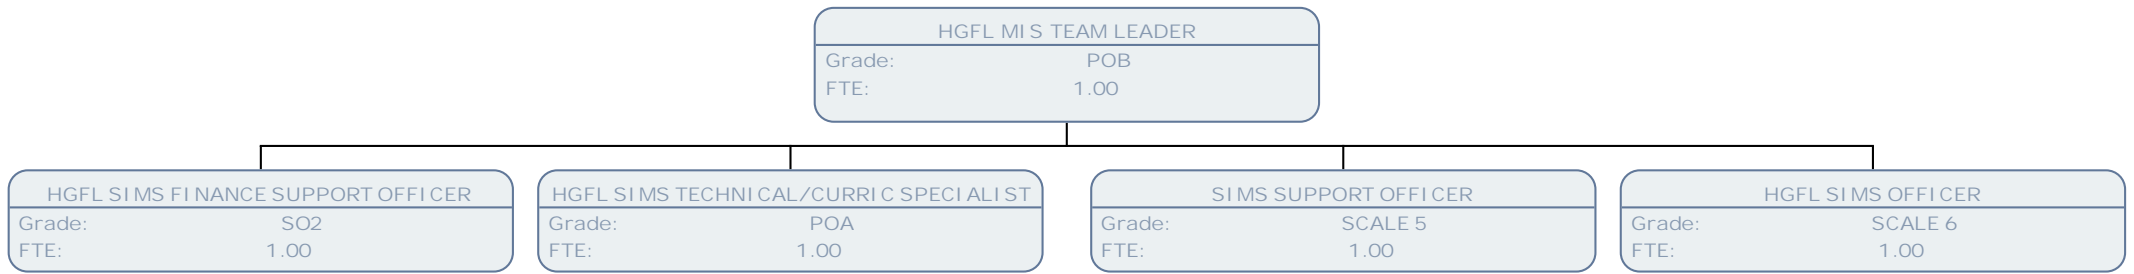 HGFL MIS TEAM LEADER
Grade: POB
FTE: 1.00
HGFL SIMS FINANCE SUPPORT OFFICER
Grade: SO2
FTE: 1.00
HGFL SIMS TECHNICAL/CURRIC SPECIALIST
Grade: POA
FTE: 1.00
SIMS SUPPORT OFFICER
Grade: SCALE 5
FTE: 1.00
HGFL SIMS OFFICER
Grade: SCALE 6
FTE: 1.00